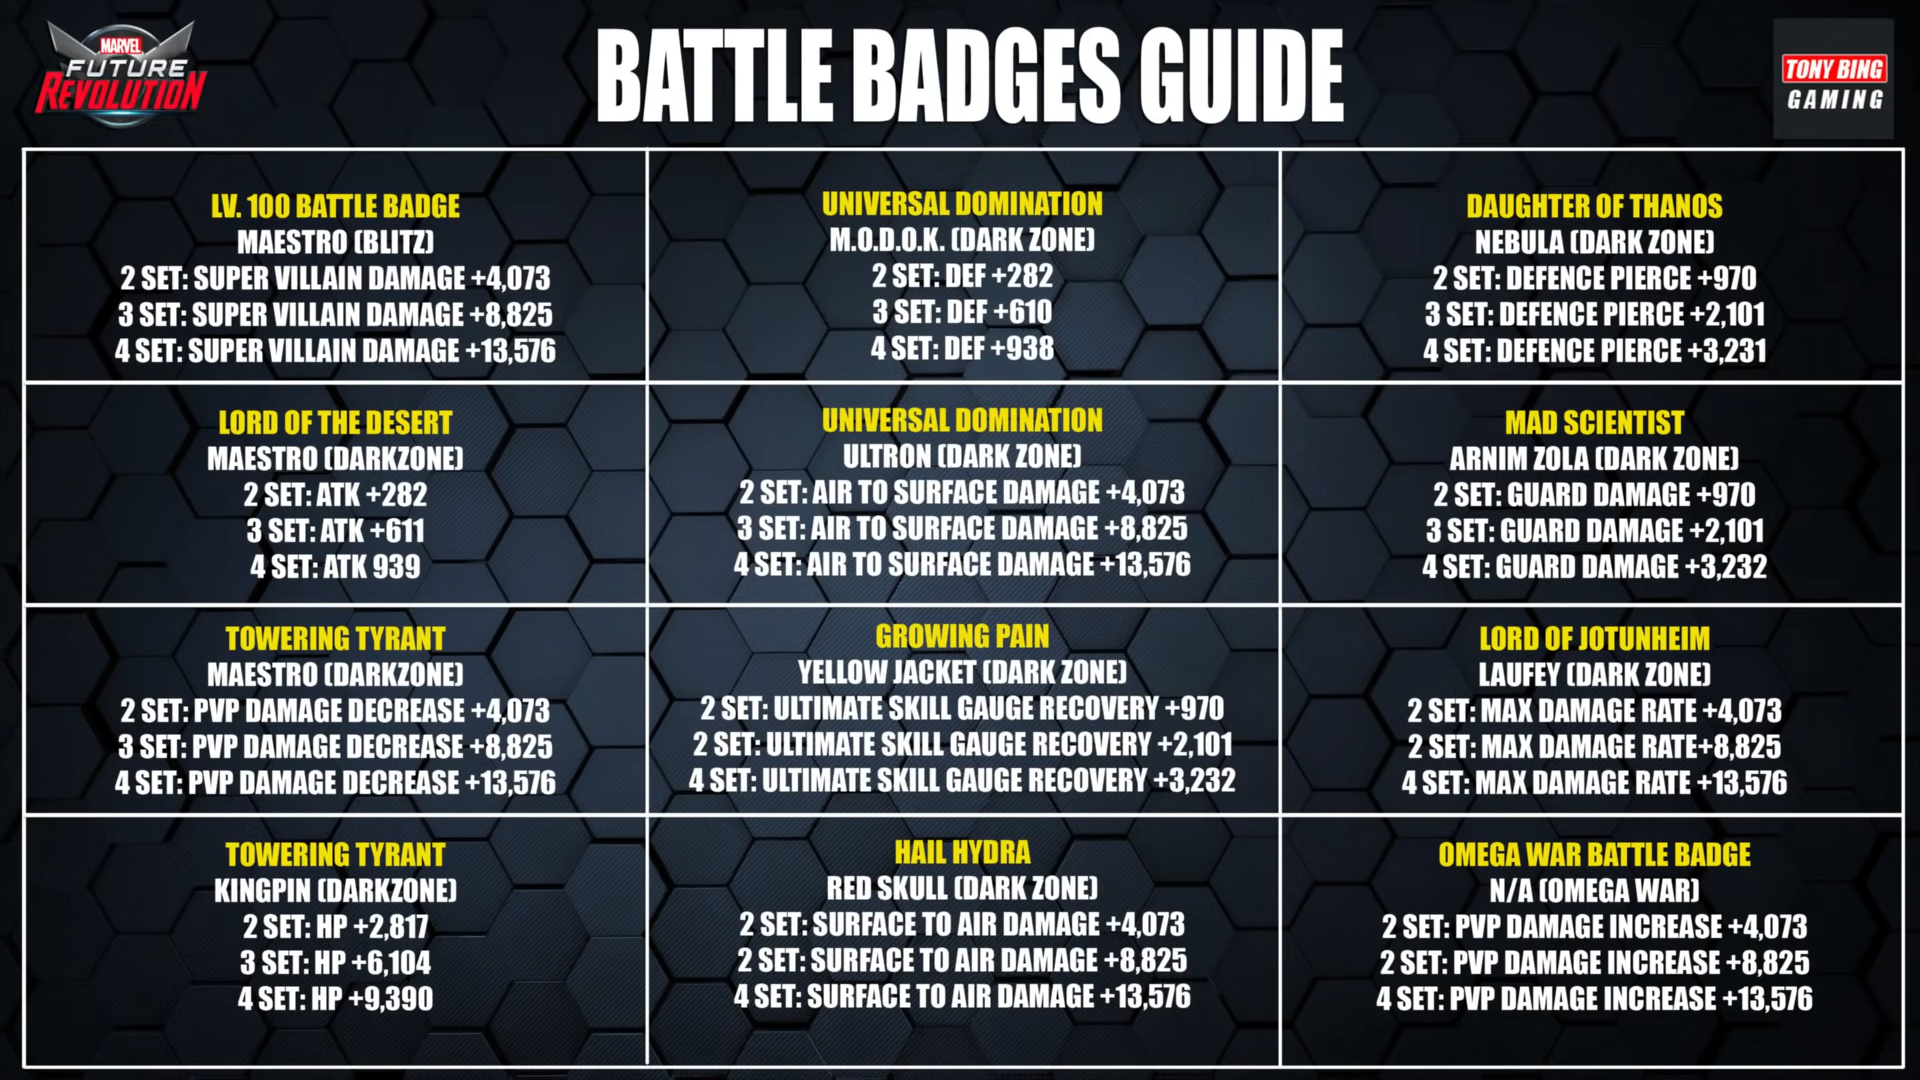 MARVEL
FUTURE
REVOLUTION
BATTLE BADGES GUIDE
TONY BING
GAMING
LV. 100 BATTLE BADGE
MAESTRO (BLITZ)
2 SET: SUPER VILLAIN DAMAGE +4,073
3 SET: SUPER VILLAIN DAMAGE +8,825
4 SET: SUPER VILLAIN DAMAGE +13,576
UNIVERSAL DOMINATION
M.O.D.O.K. (DARK ZONE)
2 SET: DEF +282
3 SET: DEF +610
4 SET: DEF +938
DAUGHTER OF THANOS
NEBULA (DARK ZONE)
2 SET: DEFENCE PIERCE +970
3 SET: DEFENCE PIERCE +2,101
4 SET: DEFENCE PIERCE +3,231
LORD OF THE DESERT
MAESTRO (DARKZONE)
2 SET: ATK +282
3 SET: ATK +611
4 SET: ATK 939
UNIVERSAL DOMINATION
ULTRON (DARK ZONE)
2 SET: AIR TO SURFACE DAMAGE +4,073
3 SET: AIR TO SURFACE DAMAGE +8,825
4 SET: AIR TO SURFACE DAMAGE +13,576
MAD SCIENTIST
ARNIM ZOLA (DARK ZONE)
2 SET: GUARD DAMAGE +970
3 SET: GUARD DAMAGE +2,101
4 SET: GUARD DAMAGE +3,232
TOWERING TYRANT
MAESTRO (DARKZONE)
2 SET: PVP DAMAGE DECREASE +4,073
3 SET: PVP DAMAGE DECREASE +8,825
4 SET: PVP DAMAGE DECREASE +13,576
GROWING PAIN
YELLOW JACKET (DARK ZONE)
2 SET: ULTIMATE SKILL GAUGE RECOVERY +970
2 SET: ULTIMATE SKILL GAUGE RECOVERY +2,101
4 SET: ULTIMATE SKILL GAUGE RECOVERY +3,232
LORD OF JOTUNHEIM
LAUFEY (DARK ZONE)
2 SET: MAX DAMAGE RATE +4,073
2 SET: MAX DAMAGE RATE+8,825
4 SET: MAX DAMAGE RATE +13,576
TOWERING TYRANT
KINGPIN (DARKZONE)
2 SET: HP +2,817
3 SET: HP +6,104
4 SET: HP +9,390
HAIL HYDRA
RED SKULL (DARK ZONE)
2 SET: SURFACE TO AIR DAMAGE +4,073
2 SET: SURFACE TO AIR DAMAGE +8,825
4 SET: SURFACE TO AIR DAMAGE +13,576
OMEGA WAR BATTLE BADGE
N/A (OMEGA WAR)
2 SET: PVP DAMAGE INCREASE +4,073
2 SET: PVP DAMAGE INCREASE +8,825
4 SET: PVP DAMAGE INCREASE +13,576